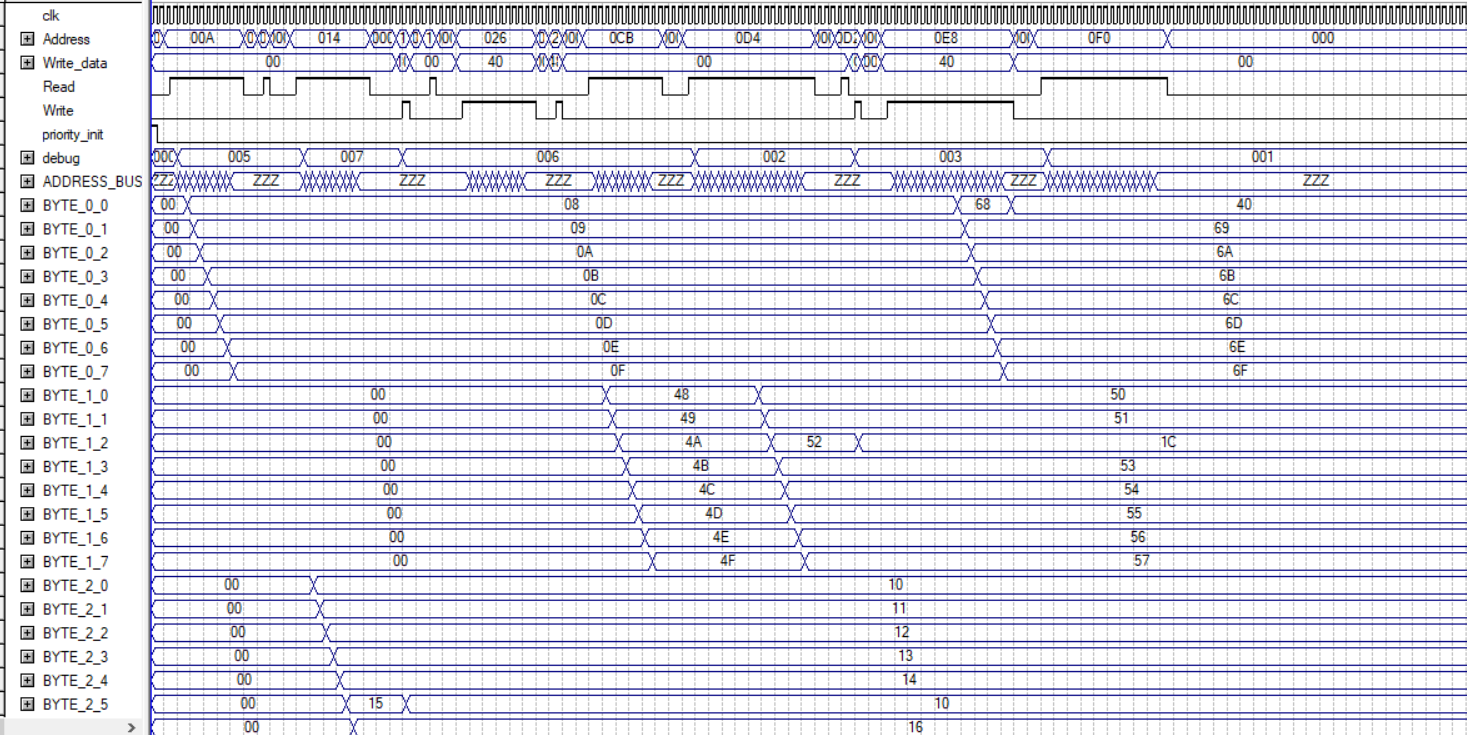 clk
Address 00A 014 026 0CB 0D4 0E8 0F0 000
Write_data 00 00 40 00 40 00
Read
Write
priority_init
debug 000 005 007 006 002 003 001
ADDRESS_BUS ZZZ ZZZ ZZZ ZZZ ZZZ ZZZ ZZZ ZZZ
BYTE_0_0 00 08 68 40
BYTE_0_1 00 09 69
BYTE_0_2 00 0A 6A
BYTE_0_3 00 0B 6B
BYTE_0_4 00 0C 6C
BYTE_0_5 00 0D 6D
BYTE_0_6 00 0E 6E
BYTE_0_7 00 0F 6F
BYTE_1_0 00 48 50
BYTE_1_1 00 49 51
BYTE_1_2 00 4A 52 1C
BYTE_1_3 00 4B 53
BYTE_1_4 00 4C 54
BYTE_1_5 00 4D 55
BYTE_1_6 00 4E 56
BYTE_1_7 00 4F 57
BYTE_2_0 00 10
BYTE_2_1 00 11
BYTE_2_2 00 12
BYTE_2_3 00 13
BYTE_2_4 00 14
BYTE_2_5 00 15 10
00 16